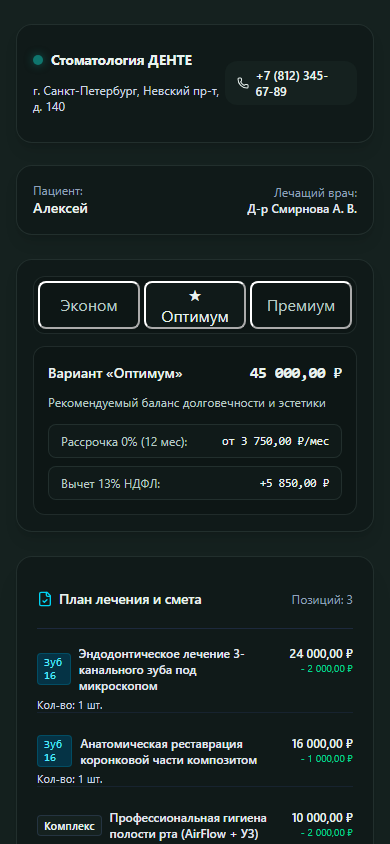 Стоматология ДЕНТЕ
г. Санкт-Петербург, Невский пр-т,
д. 140
+7 (812) 345-
67-89
Пациент:
Алексей
Лечащий врач:
Д-р Смирнова А. В.
Эконом
★
Оптимум
Премиум
Вариант «Оптимум»
45 000,00 ₽
Рекомендуемый баланс долговечности и эстетики
Рассрочка 0% (12 мес):
от 3 750,00 ₽/мес
Вычет 13% НДФЛ:
+5 850,00 ₽
План лечения и смета
Позиций: 3
Зуб
16
Эндодонтическое лечение 3-
канального зуба под
микроскопом
24 000,00 ₽
- 2 000,00 ₽
Кол-во: 1 шт.
Зуб
16
Анатомическая реставрация
коронковой части композитом
16 000,00 ₽
- 1 000,00 ₽
Кол-во: 1 шт.
Комплекс
Профессиональная гигиена
полости рта (AirFlow + УЗ)
10 000,00 ₽
- 2 000,00 ₽